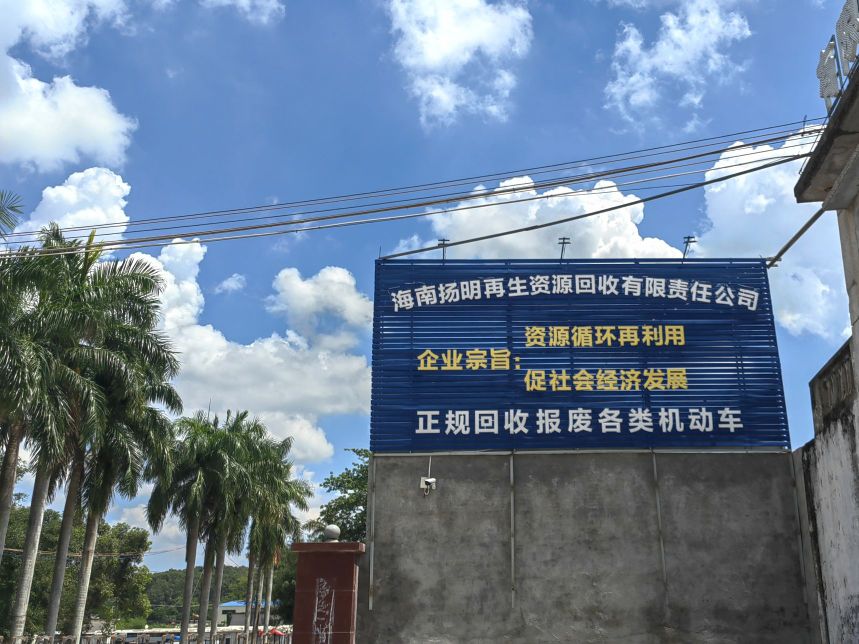 海南扬明再生资源回收有限责任公司
企业宗旨：
资源循环再利用
促社会经济发展
正规回收报废各类机动车